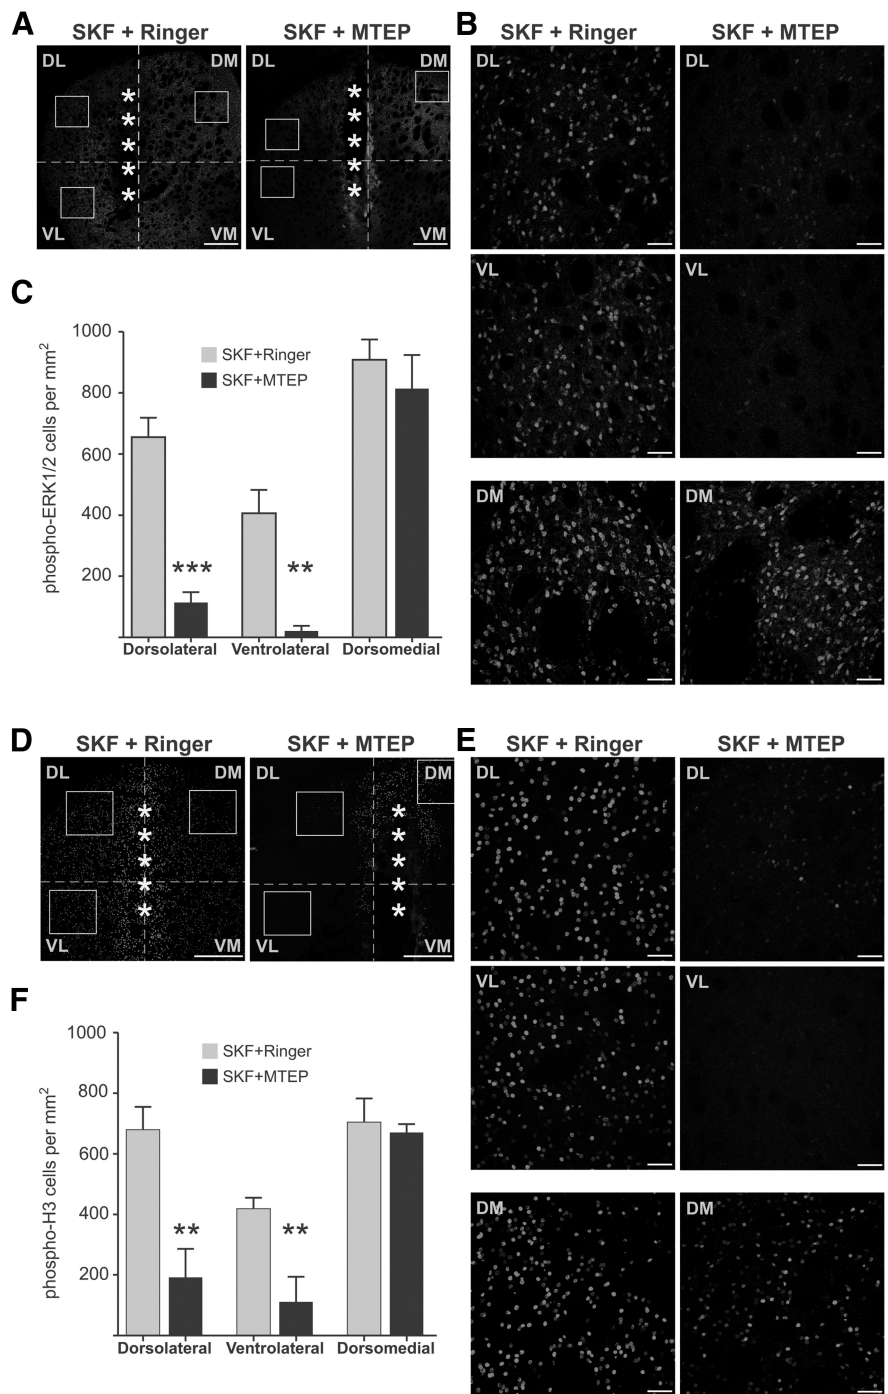 A
SKF + Ringer
SKF + MTEP
DL
DM
DL
DM
VL
VM
VL
VM
B
SKF + Ringer
SKF + MTEP
DL
DL
VL
VL
DM
DM
C
phospho-ERK1/2 cells per mm2
1000
800
600
400
200
SKF+Ringer
SKF+MTEP
***
**
Dorsolateral
Ventrolateral
Dorsomedial
D
SKF + Ringer
SKF + MTEP
DL
DM
DL
DM
VL
VM
VL
VM
E
SKF + Ringer
SKF + MTEP
DL
DL
VL
VL
DM
DM
F
phospho-H3 cells per mm2
1000
800
600
400
200
SKF+Ringer
SKF+MTEP
**
**
Dorsolateral
Ventrolateral
Dorsomedial